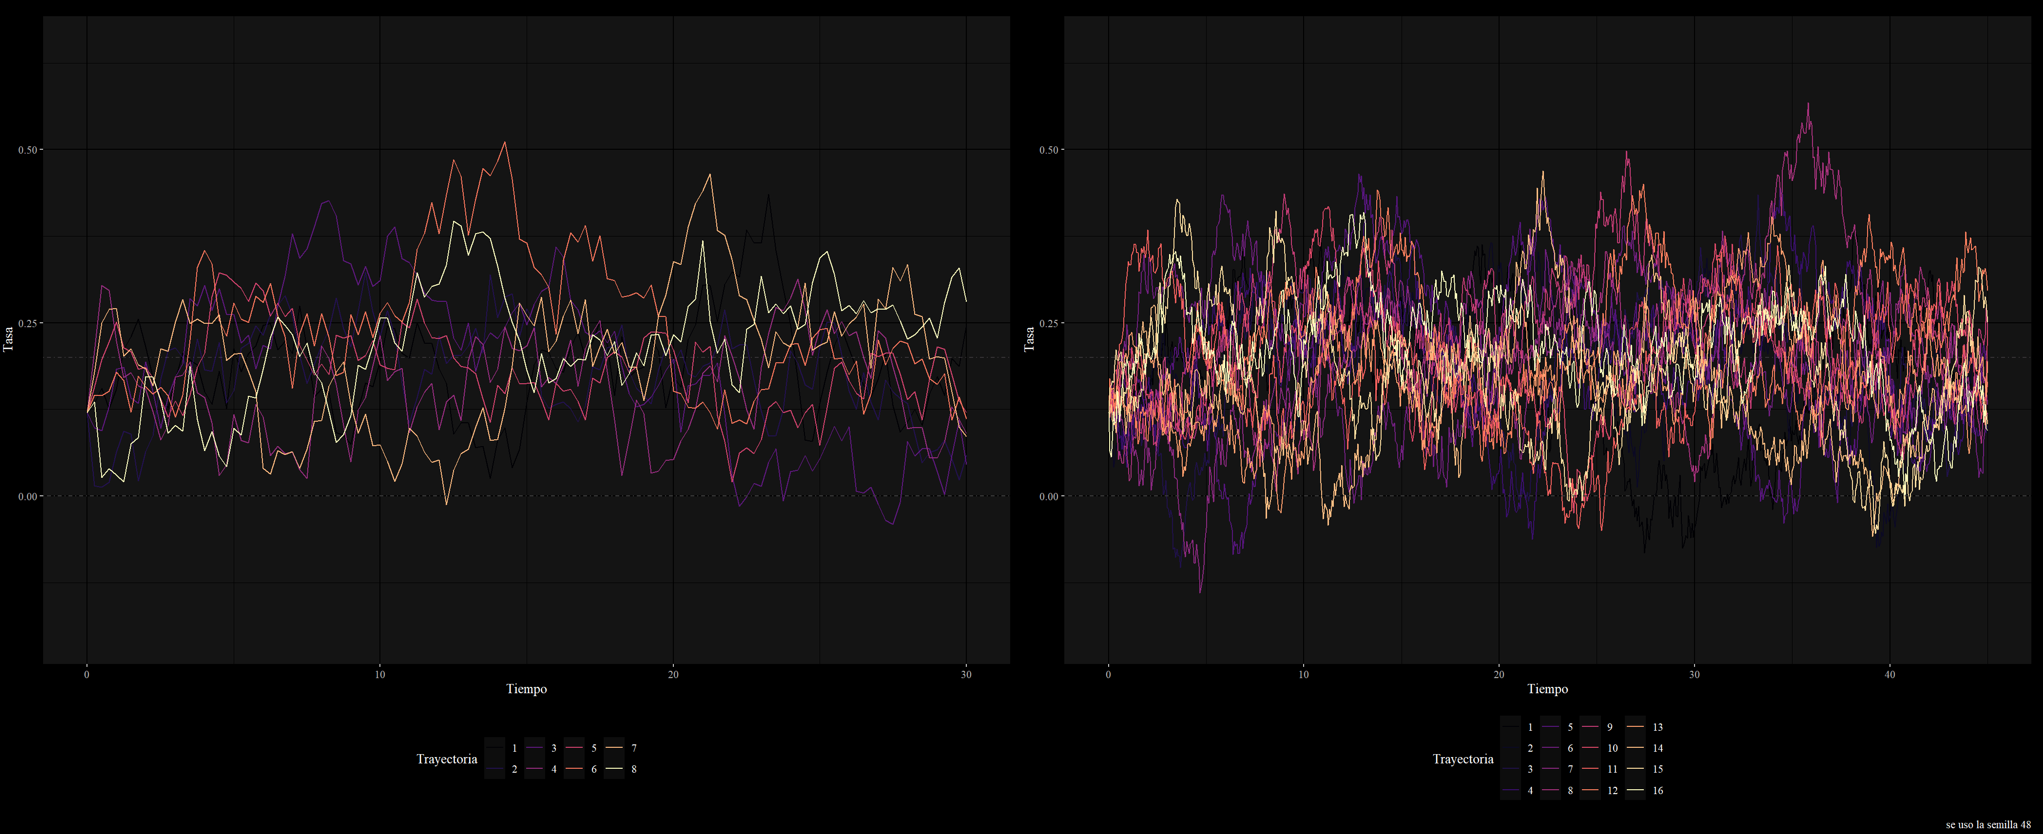 0.50
0.25
0.00
Tasa
0 10 20 30
Tiempo
Trayectoria 1 3 5 7
2 4 6 8
0.50
0.25
0.00
Tasa
0 10 20 30 40
Tiempo
Trayectoria
1 5 9 13
2 6 10 14
3 7 11 15
4 8 12 16
se uso la semilla 48